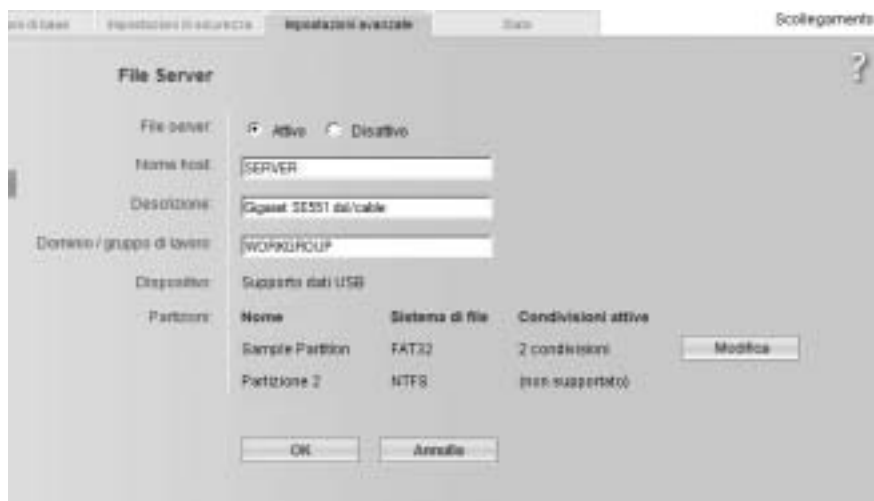 Impostazioni di sicurezza Impostazioni avanzate Stato Scollegamento
File Server ?
File server: Attivo Disattivo
Nome host: SERVER
Descrizione: Gigaset SE551 dsl/cable
Dominio / gruppo di lavoro: WORKGROUP
Dispositivo: Supporto dati USB
Partizioni: Nome Sistema di file Condivisioni attive
Sample Partition FAT32 2 condivisioni Modifica
Partizione 2 NTFS (non supportato)
OK Annulla